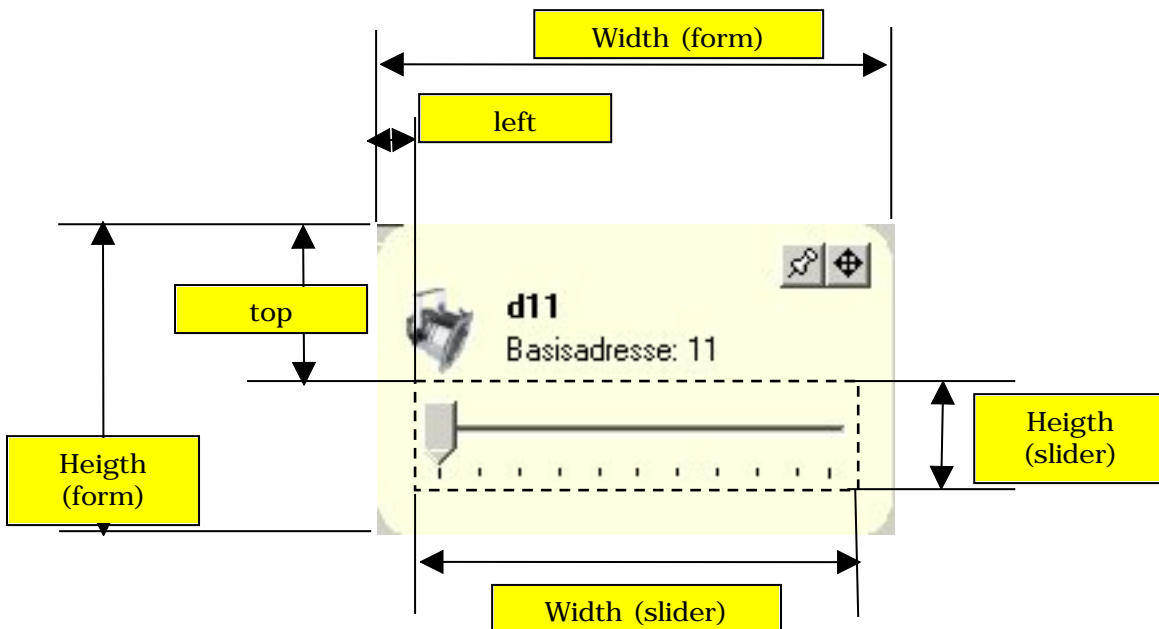 Width (form)
left
top
d11
Basisadresse: 11
Heigth
(form)
Heigth
(slider)
Width (slider)